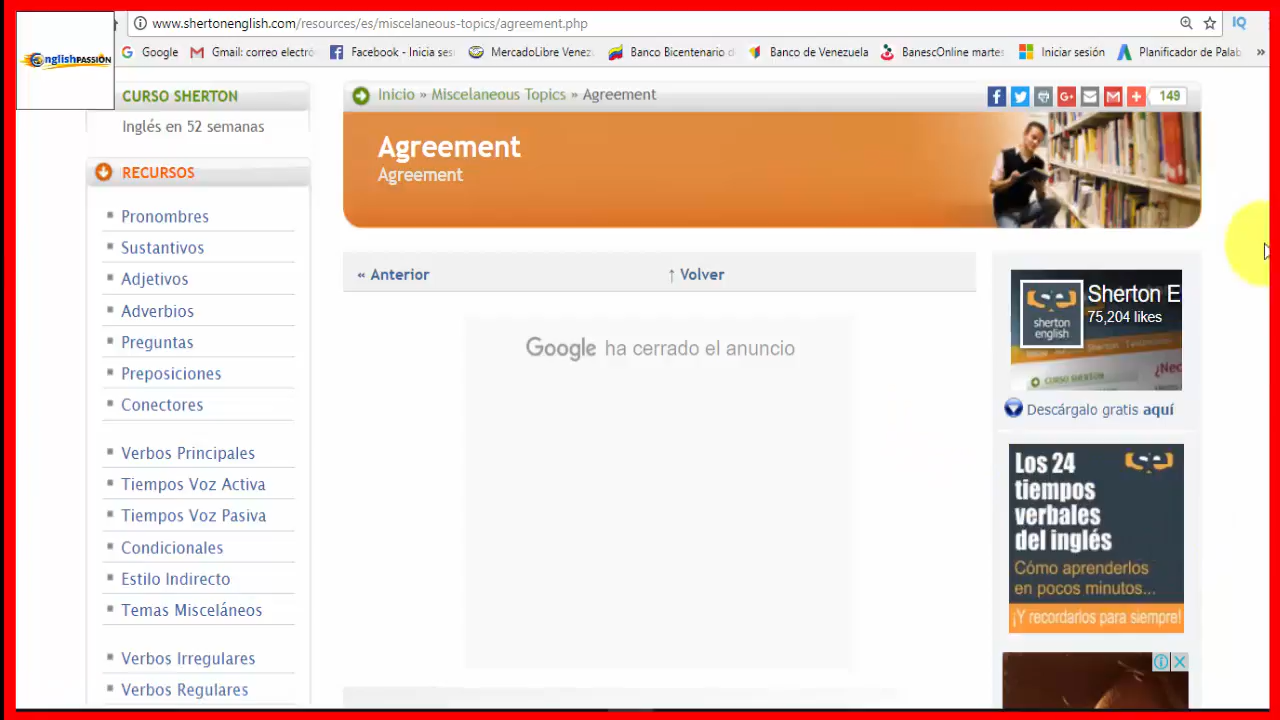 www.shertonenglish.com/resources/es/miscelaneous-topics/agreement.php
IQ
Google
Gmail: correo electró
Facebook - Inicia ses
MercadoLibre Venez
Banco Bicentenario d
Banco de Venezuela
BanescOnline martes
Iniciar sesión
Planificador de Palab
»
EnglishPASSION
CURSO SHERTON
Inglés en 52 semanas
RECURSOS
Pronombres
Sustantivos
Adjetivos
Adverbios
Preguntas
Preposiciones
Conectores
Verbos Principales
Tiempos Voz Activa
Tiempos Voz Pasiva
Condicionales
Estilo Indirecto
Temas Misceláneos
Verbos Irregulares
Verbos Regulares
Inicio » Miscelaneous Topics » Agreement
149
Agreement
Agreement
« Anterior
↑ Volver
Google ha cerrado el anuncio
sherton
english
Sherton E
75,204 likes
CURSO SHERTON
Descárgalo gratis aquí
Los 24
tiempos
verbales
del inglés
Cómo aprenderlos
en pocos minutos...
¡Y recordarlos para siempre!